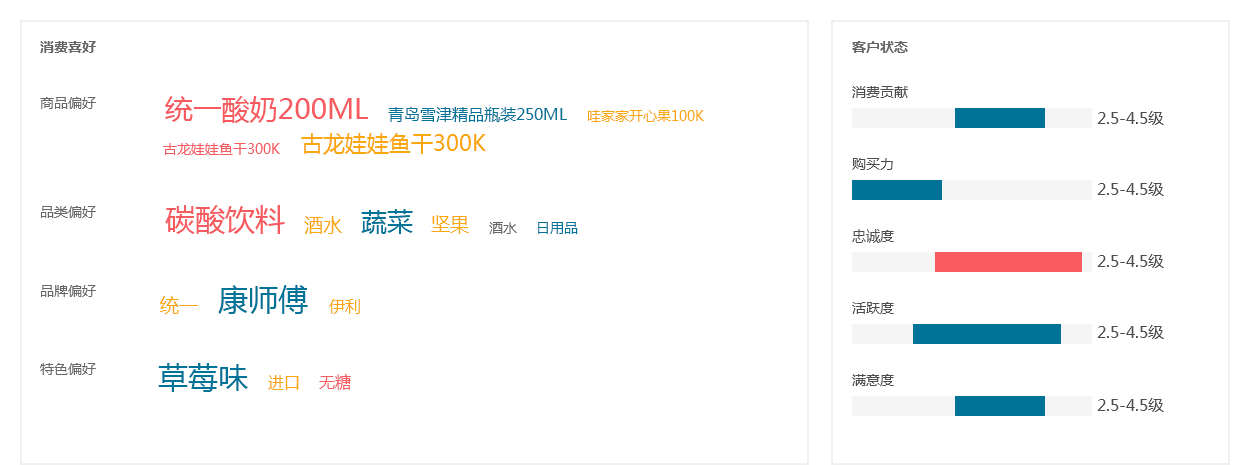 消费喜好
商品偏好
统一酸奶200ML 青岛雪津精品瓶装250ML 哇家家开心果100K
古龙娃娃鱼干300K 古龙娃娃鱼干300K
品类偏好
碳酸饮料 酒水 蔬菜 坚果 酒水 日用品
品牌偏好
统一 康师傅 伊利
特色偏好
草莓味 进口 无糖
客户状态
消费贡献
2.5-4.5级
购买力
2.5-4.5级
忠诚度
2.5-4.5级
活跃度
2.5-4.5级
满意度
2.5-4.5级